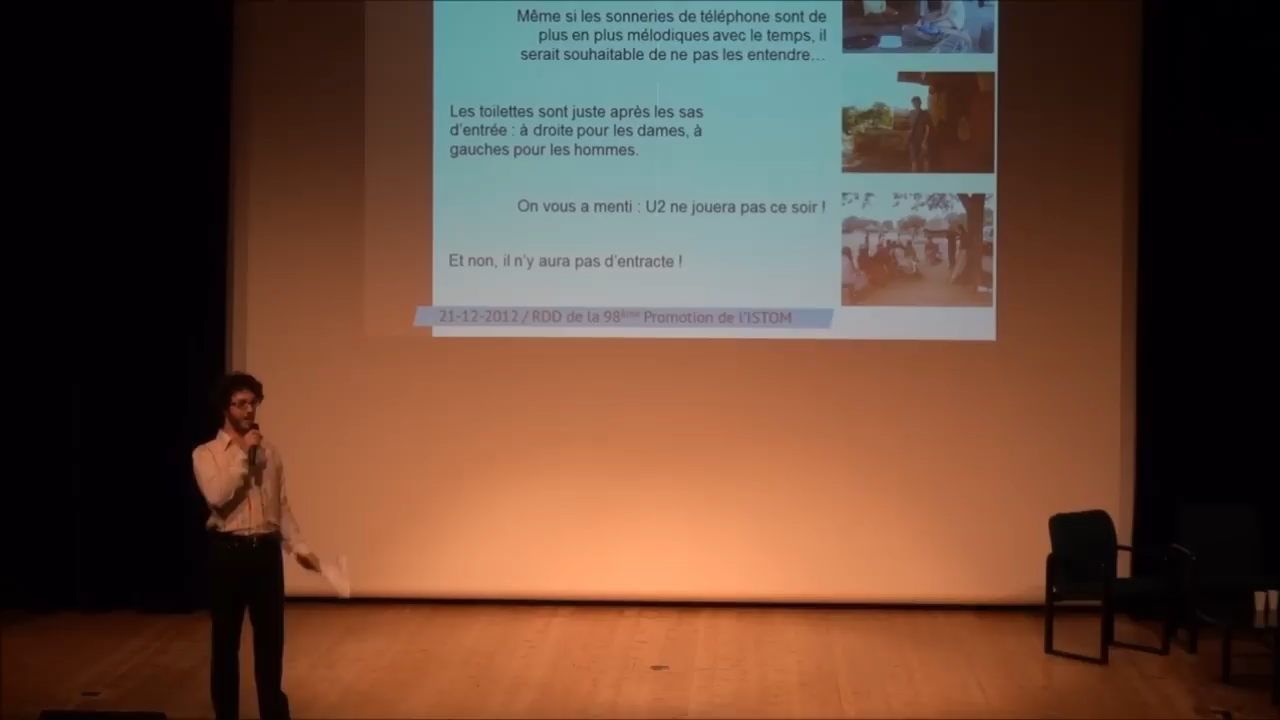 Même si les sonneries de téléphone sont de
plus en plus mélodiques avec le temps, il
serait souhaitable de ne pas les entendre...
Les toilettes sont juste après les sas
d'entrée : à droite pour les dames, à
gauches pour les hommes.
On vous a menti : U2 ne jouera pas ce soir !
Et non, il n'y aura pas d'entracte !
21-12-2012 / RDD de la 98ème Promotion de l'ISTOM